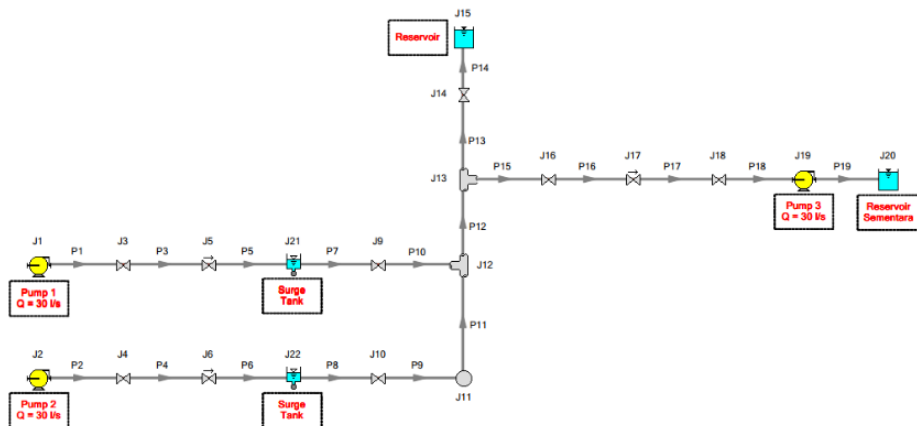 J15
Reservoir
P14
J14
P13
J13
P15
J16
P16
J17
P17
J18
P18
J19
P19
J20
Pump 3
Q = 30 l/s
Reservoir
Sementara
P12
J1
P1
J3
P3
J5
P5
J21
P7
J9
P10
J12
Pump 1
Q = 30 l/s
Surge
Tank
P11
J2
P2
J4
P4
J6
P6
J22
P8
J10
P9
J11
Pump 2
Q = 30 l/s
Surge
Tank